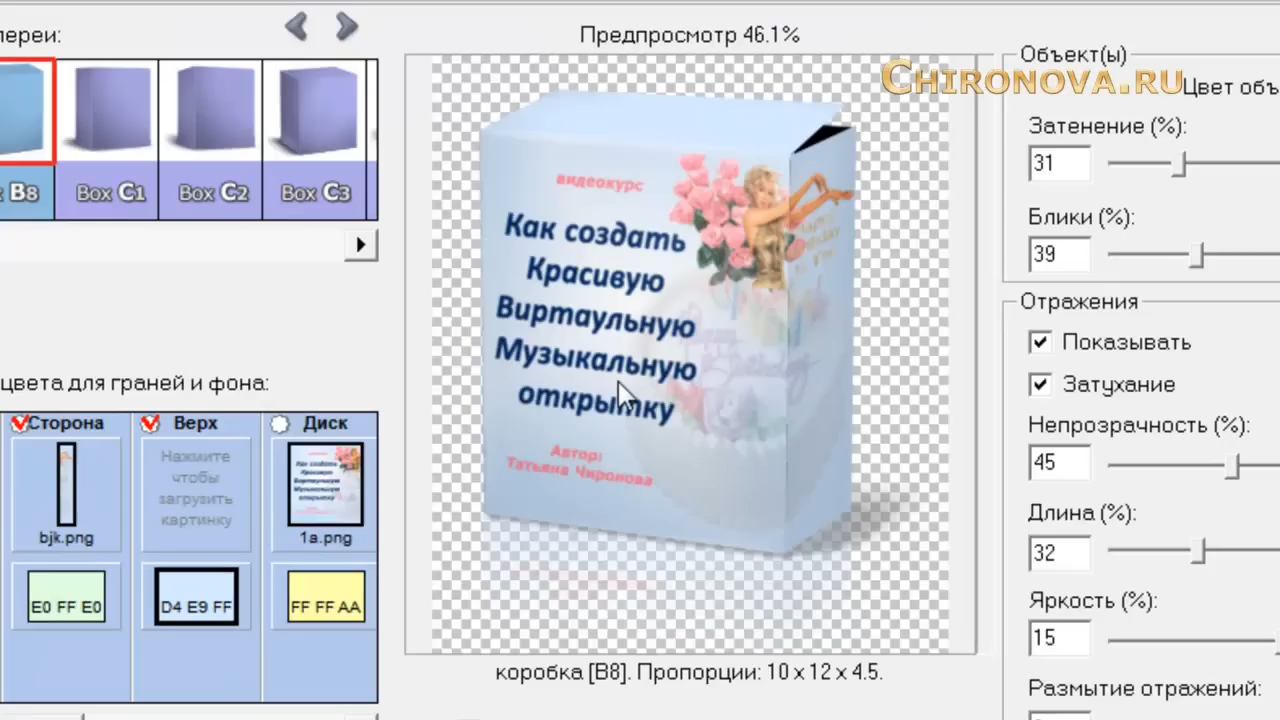 Предпросмотр 46.1%
лереи:
Объект(ы)
CHIRONOVA.RU
Цвет объ
Затенение (%):
31
Box C1
Box C2
Box C3
B8
Блики (%):
39
видеокурс
Как создать
Красивую
Виртаульную
Музыкальную
открытку
Автор:
Татьяна Чиронова
Отражения
Показывать
Затухание
Непрозрачность (%):
45
Длина (%):
32
Яркость (%):
15
Размытие отражений:
цвета для граней и фона:
Сторона
Верх
Диск
Нажмите
чтобы
загрузить
картинку
bjk.png
1a.png
E0 FF E0
D4 E9 FF
FF FF AA
коробка [B8]. Пропорции: 10 x 12 x 4.5.